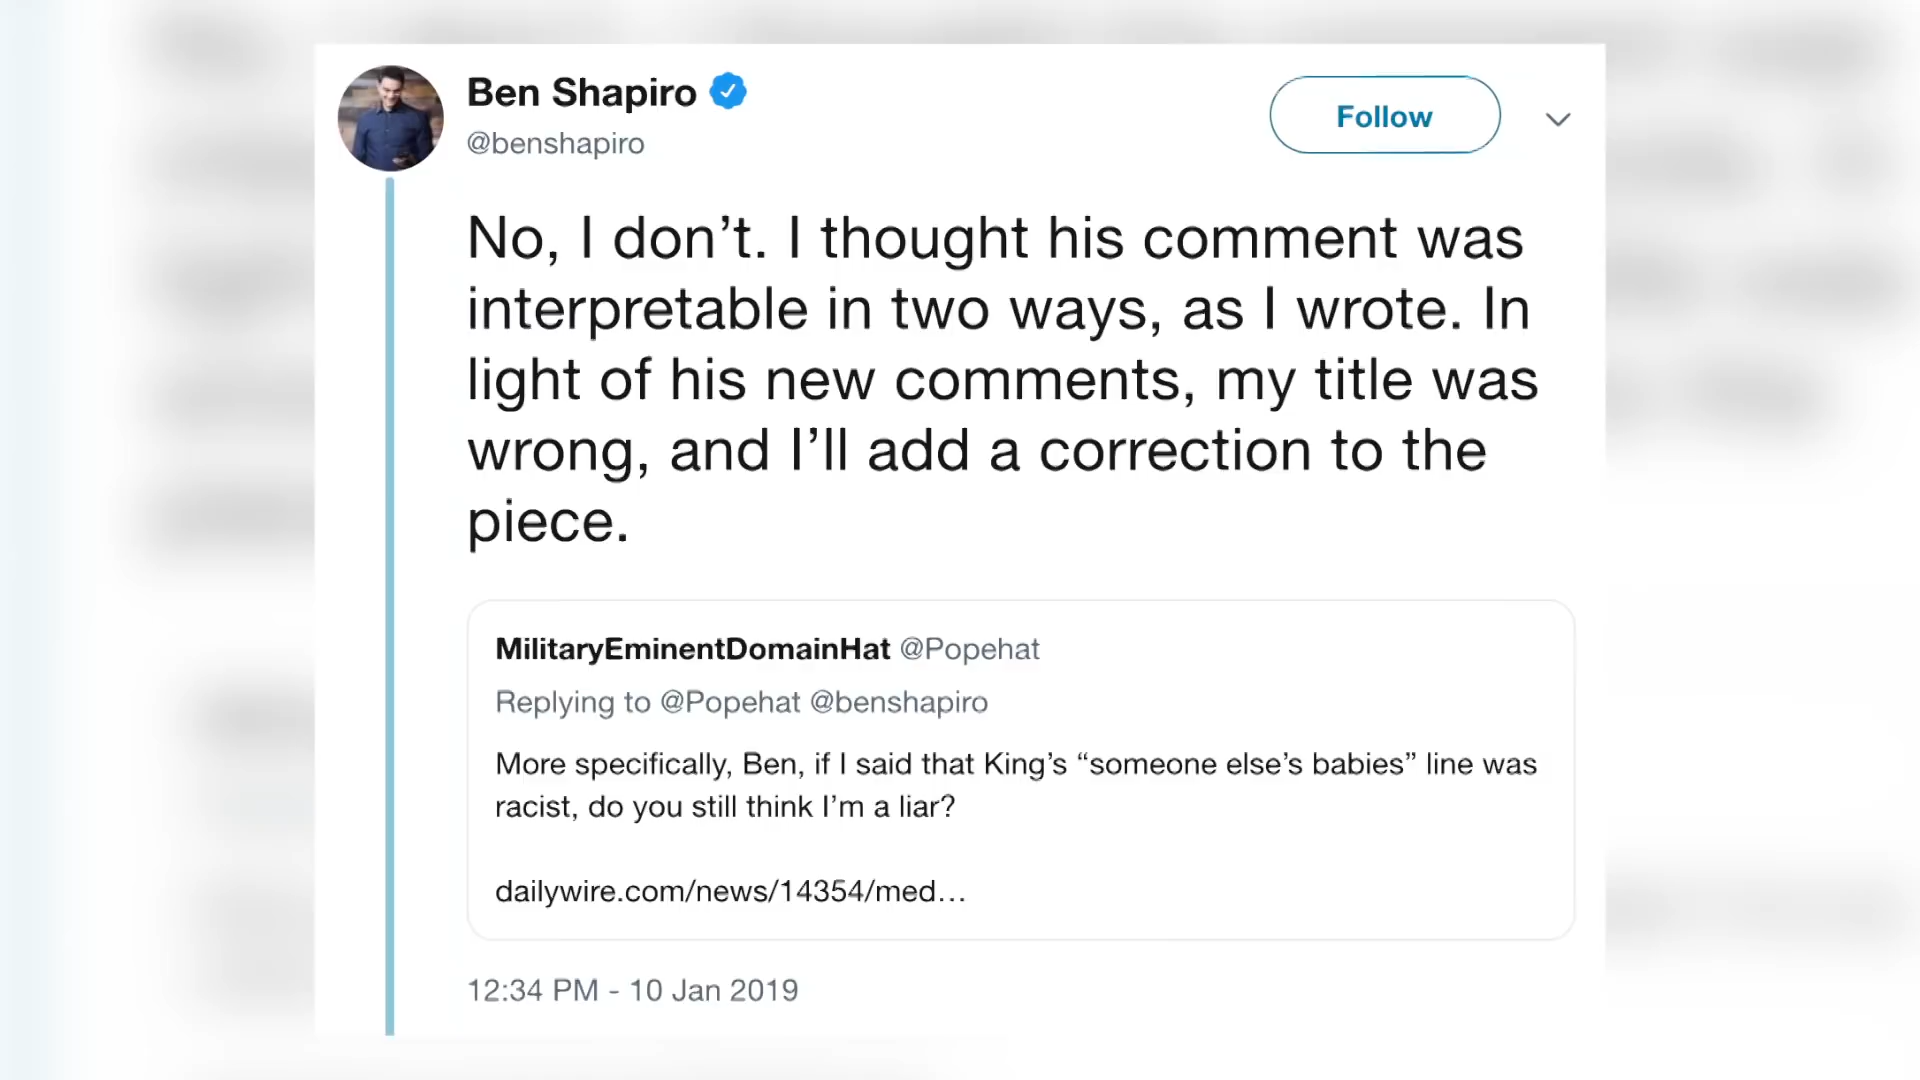 Ben Shapiro
@benshapiro
Follow
No, I don’t. I thought his comment was
interpretable in two ways, as I wrote. In
light of his new comments, my title was
wrong, and I’ll add a correction to the
piece.
MilitaryEminentDomainHat @Popehat
Replying to @Popehat @benshapiro
More specifically, Ben, if I said that King’s “someone else’s babies” line was
racist, do you still think I’m a liar?
dailywire.com/news/14354/med…
12:34 PM - 10 Jan 2019